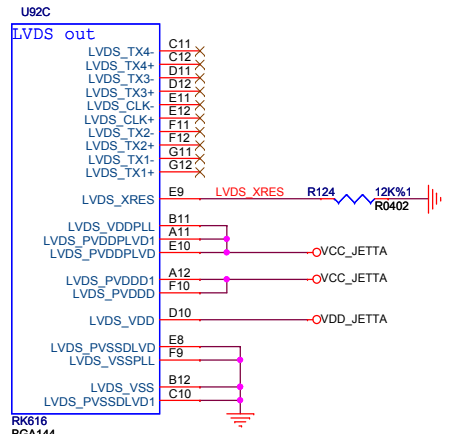 U92C
LVDS out
LVDS_TX4- C11
LVDS_TX4+ C12
LVDS_TX3- D11
LVDS_TX3+ D12
LVDS_CLK- E11
LVDS_CLK+ E12
LVDS_TX2- F11
LVDS_TX2+ F12
LVDS_TX1- G11
LVDS_TX1+ G12
LVDS_XRES E9 LVDS_XRES R124 12K%1
R0402
LVDS_VDDPLL B11
LVDS_PVDDPLVD1 A11
LVDS_PVDDPLVD E10 VCC_JETTA
LVDS_PVDDD1 A12 VCC_JETTA
LVDS_PVDDD F10
LVDS_VDD D10 VDD_JETTA
LVDS_PVSSDLVD E8
LVDS_VSSPLL F9
LVDS_VSS B12
LVDS_PVSSDLVD1 C10
RK616
BGA144